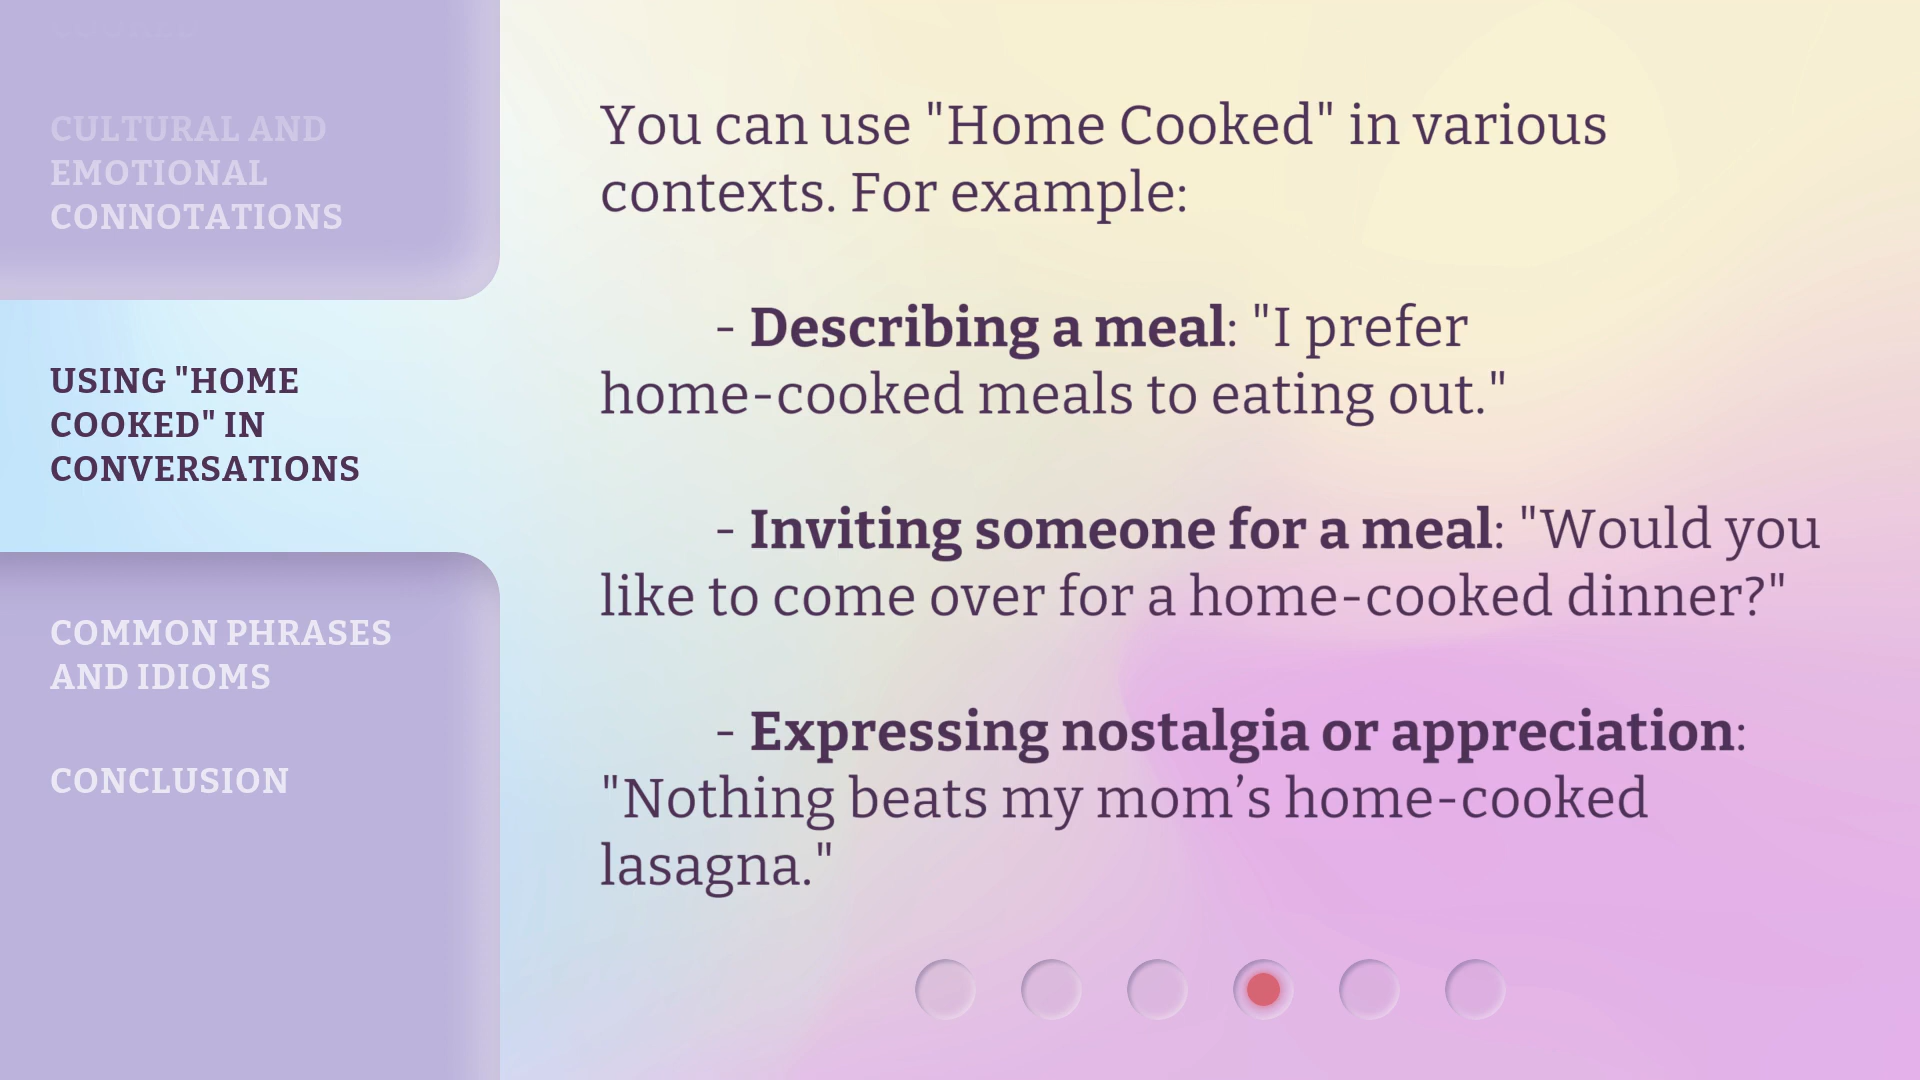 CULTURAL AND
EMOTIONAL
CONNOTATIONS
USING "HOME
COOKED" IN
CONVERSATIONS
COMMON PHRASES
AND IDIOMS
CONCLUSION
You can use "Home Cooked" in various
contexts. For example:
- Describing a meal: "I prefer
home-cooked meals to eating out."
- Inviting someone for a meal: "Would you
like to come over for a home-cooked dinner?"
- Expressing nostalgia or appreciation:
"Nothing beats my mom’s home-cooked
lasagna."